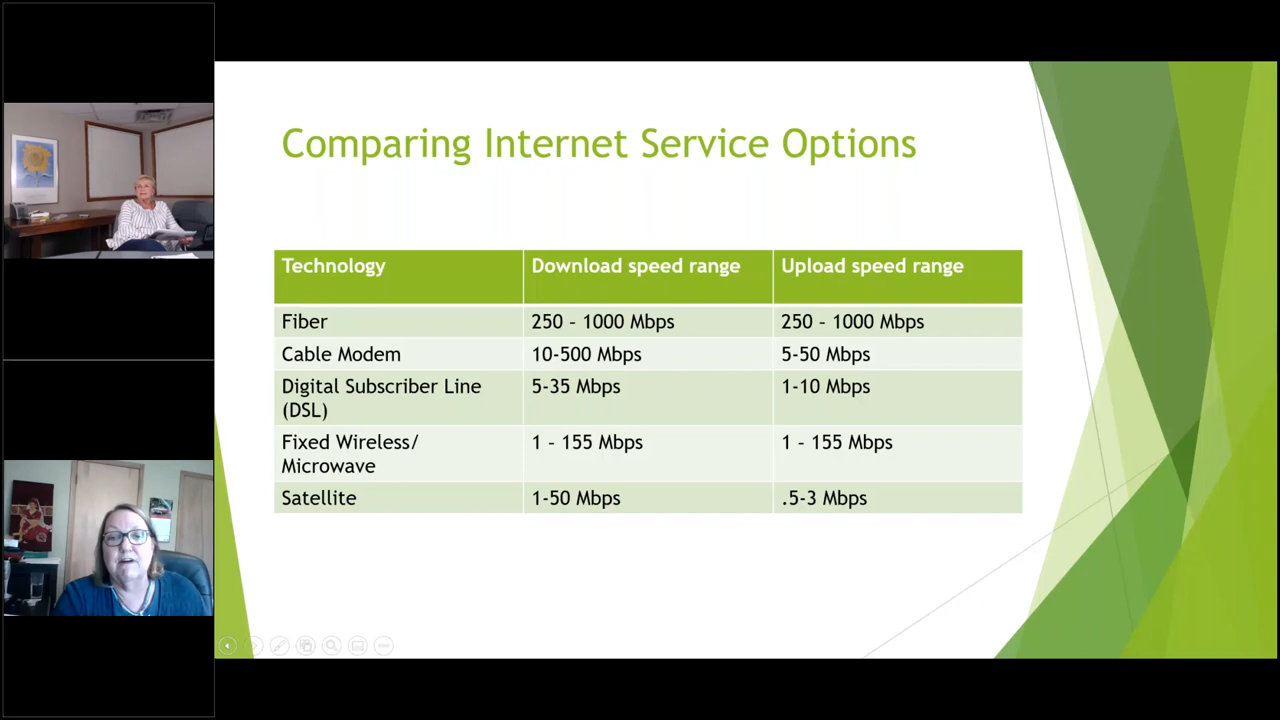 Comparing Internet Service Options
Technology Download speed range Upload speed range
Fiber 250 – 1000 Mbps 250 – 1000 Mbps
Cable Modem 10-500 Mbps 5-50 Mbps
Digital Subscriber Line 5-35 Mbps 1-10 Mbps
(DSL)
Fixed Wireless/ 1 – 155 Mbps 1 – 155 Mbps
Microwave
Satellite 1-50 Mbps .5-3 Mbps